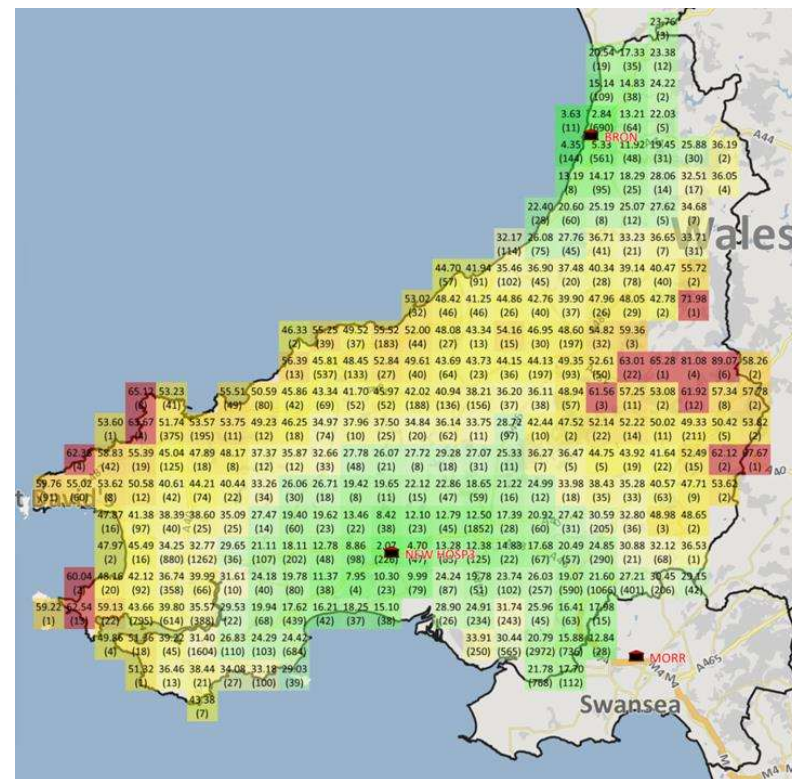 23.76
(3)
20.54 17.33 23.38
(19) (35) (12)
15.14 14.83 24.22
(109) (38) (2)
3.63 2.84 13.21 22.03
(11) (690) (64) (5)
BRON
A44
4.35 5.33 11.92 19.45 25.88 36.19
(144) (561) (48) (31) (30) (2)
13.19 14.17 18.29 28.06 32.51 36.05
(8) (95) (25) (14) (17) (4)
22.40 20.60 25.19 25.07 27.62 34.68
(28) (60) (8) (12) (5) (7)
Wales
32.17 26.08 27.76 36.71 33.23 36.65 33.71
(114) (75) (45) (41) (21) (7) (31)
44.70 41.94 35.46 36.90 37.48 40.34 39.14 40.47 55.72
(57) (91) (102) (45) (20) (28) (78) (40) (2)
53.02 48.42 41.25 44.86 42.76 39.90 47.96 48.05 42.78 71.98
(32) (46) (46) (26) (40) (37) (26) (29) (2) (1)
46.33 55.25 49.52 55.52 52.00 48.08 43.34 54.16 46.95 48.60 54.82 59.36
(2) (39) (37) (183) (44) (27) (13) (15) (30) (197) (32) (3)
56.39 45.81 48.45 52.84 49.61 43.69 43.73 44.15 44.13 49.35 52.61 63.01 65.28 81.08 89.07 58.26
(13) (537) (133) (27) (40) (64) (23) (36) (197) (93) (50) (22) (1) (4) (6) (2)
65.17 53.23 55.51 50.59 45.86 43.34 41.70 45.97 42.02 40.94 38.21 36.20 36.11 48.94 61.56 57.25 53.08 61.92 57.34 57.78
(41) (49) (80) (42) (69) (52) (52) (188) (136) (156) (37) (38) (57) (3) (11) (2) (12) (8) (2)
53.60 63.67 51.74 53.57 53.75 49.23 46.25 34.97 37.96 37.50 34.84 36.14 33.75 28.72 42.44 47.52 52.14 52.22 50.02 49.33 50.42 53.82
(1) (4) (375) (195) (11) (12) (18) (74) (10) (25) (20) (62) (11) (97) (10) (2) (22) (14) (11) (211) (5)
62.38 58.83 55.39 45.04 47.89 48.17 37.37 35.87 32.66 27.78 26.07 27.72 29.28 27.07 25.33 36.27 36.47 44.75 43.92 41.64 52.49 62.12 67.67
(4) (42) (19) (125) (18) (8) (12) (12) (33) (48) (21) (8) (18) (31) (11) (7) (5) (5) (19) (22) (15) (2) (1)
A40
59.76 55.02 53.62 50.58 40.61 44.21 40.44 33.26 26.06 26.71 19.42 19.65 22.12 22.86 18.65 21.22 24.99 33.98 38.43 35.28 40.57 47.71 53.62
(91) (60) (8) (12) (42) (74) (22) (34) (30) (18) (8) (11) (15) (47) (59) (16) (12) (18) (35) (33) (63) (9) (2)
47.87 41.38 38.39 38.60 35.09 27.47 19.40 19.62 13.46 8.42 12.10 12.79 12.50 17.39 20.92 27.42 30.59 32.80 48.98 48.65
(16) (97) (40) (25) (25) (14) (60) (23) (22) (38) (23) (45) (1852) (28) (60) (31) (205) (36) (3) (2)
47.97 45.49 34.25 32.77 29.65 21.11 18.11 12.78 8.86 2.07 4.70 13.28 12.38 14.83 17.68 20.49 24.85 30.88 32.12 36.53
(2) (16) (880) (1262) (36) (107) (202) (48) (98) (226) (47) (65) (125) (22) (67) (57) (290) (21) (68) (1)
NEW HOSP3
60.04 48.16 42.12 36.74 39.99 31.61 24.18 19.78 11.37 7.95 10.30 9.99 24.24 19.78 23.74 26.03 19.07 21.60 27.21 30.45 29.15
(2) (20) (92) (358) (66) (10) (40) (80) (38) (4) (23) (79) (87) (51) (102) (257) (590) (1066) (401) (206) (42)
59.22 62.54 59.13 43.66 39.80 35.57 29.53 19.94 17.62 16.21 18.25 15.10 28.90 24.91 31.74 25.96 16.41 17.98
(1) (13) (22) (795) (614) (388) (22) (68) (439) (42) (37) (38) (26) (234) (243) (45) (63) (15)
49.86 51.36 39.22 31.40 26.83 24.29 24.42 33.91 30.44 20.79 15.88 12.84
(4) (18) (45) (1604) (110) (103) (684) (250) (565) (2972) (736) (28)
MORR
A465
M4
51.32 36.46 38.44 34.08 33.18 29.03 21.78 17.70
(1) (13) (21) (27) (100) (39) (768) (112)
43.38
(7)
Swansea
M4